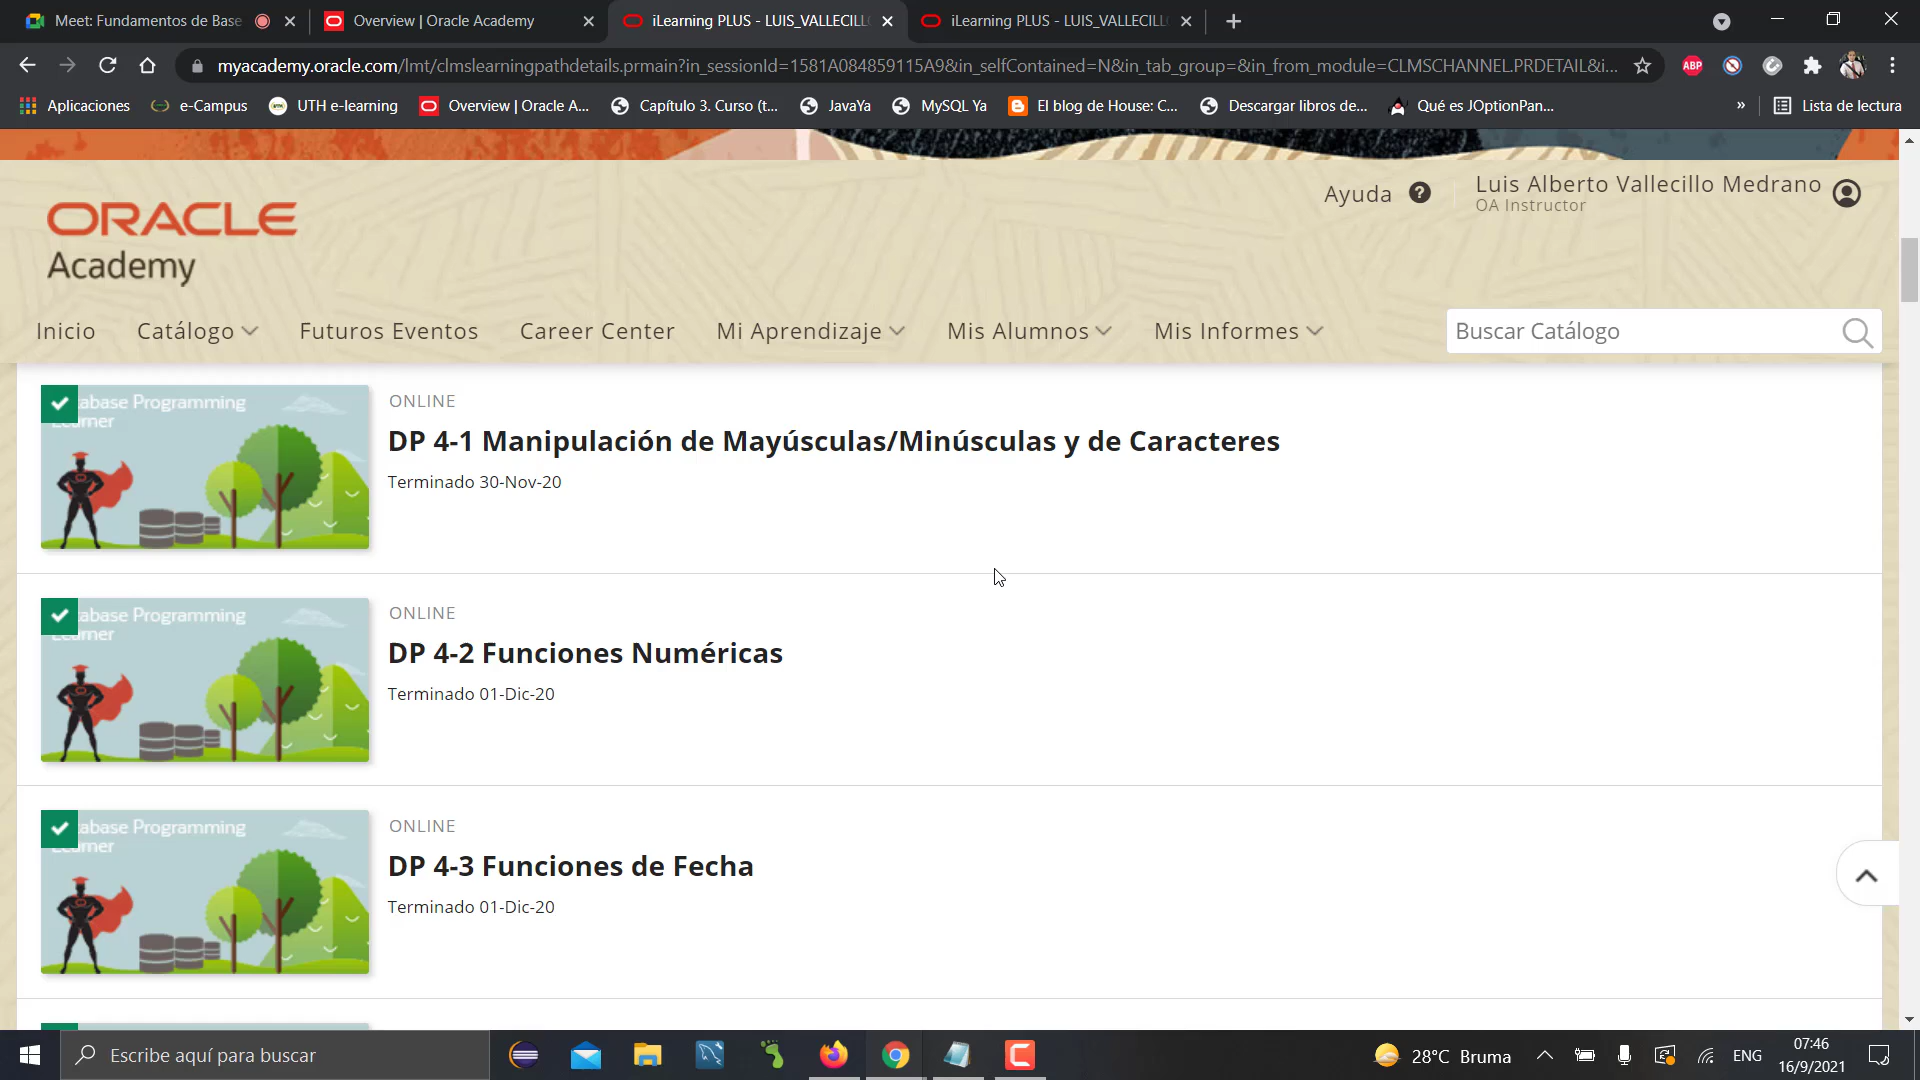 Meet: Fundamentos de Base
Overview | Oracle Academy
iLearning PLUS - LUIS_VALLECILL
iLearning PLUS - LUIS_VALLECILL
myacademy.oracle.com/lmt/clmslearningpathdetails.prmain?in_sessionId=1581A084859115A9&in_selfContained=N&in_tab_group=&in_from_module=CLMSCHANNEL.PRDETAIL&i...
ABP
Aplicaciones
e-Campus
UTH e-learning
Overview | Oracle A...
Capítulo 3. Curso (t...
JavaYa
MySQL Ya
El blog de House: C...
Descargar libros de...
Qué es JOptionPan...
»
Lista de lectura
ORACLE
Academy
Ayuda ?
Luis Alberto Vallecillo Medrano
OA Instructor
Inicio
Catálogo
Futuros Eventos
Career Center
Mi Aprendizaje
Mis Alumnos
Mis Informes
Buscar Catálogo
abase Programming
ONLINE
DP 4-1 Manipulación de Mayúsculas/Minúsculas y de Caracteres
Terminado 30-Nov-20
abase Programming
ONLINE
DP 4-2 Funciones Numéricas
Terminado 01-Dic-20
abase Programming
ONLINE
DP 4-3 Funciones de Fecha
Terminado 01-Dic-20
Escribe aquí para buscar
28°C Bruma
ENG
07:46
16/9/2021